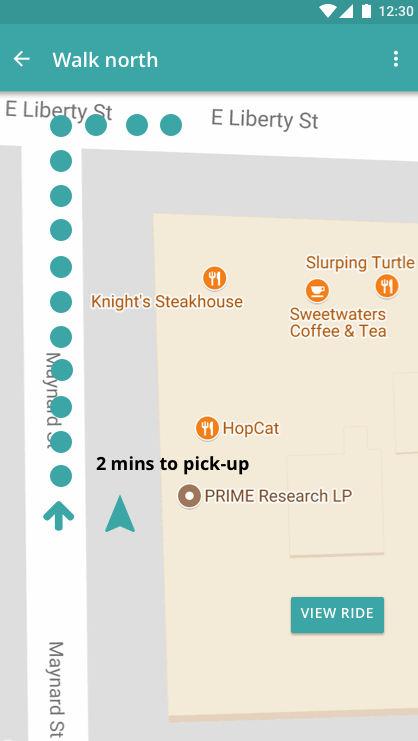 12:30
Walk north
E Liberty St
E Liberty St
Slurping Turtle
Knight's Steakhouse
Sweetwaters
Coffee & Tea
Maynard St
HopCat
2 mins to pick-up
PRIME Research LP
VIEW RIDE
Maynard St